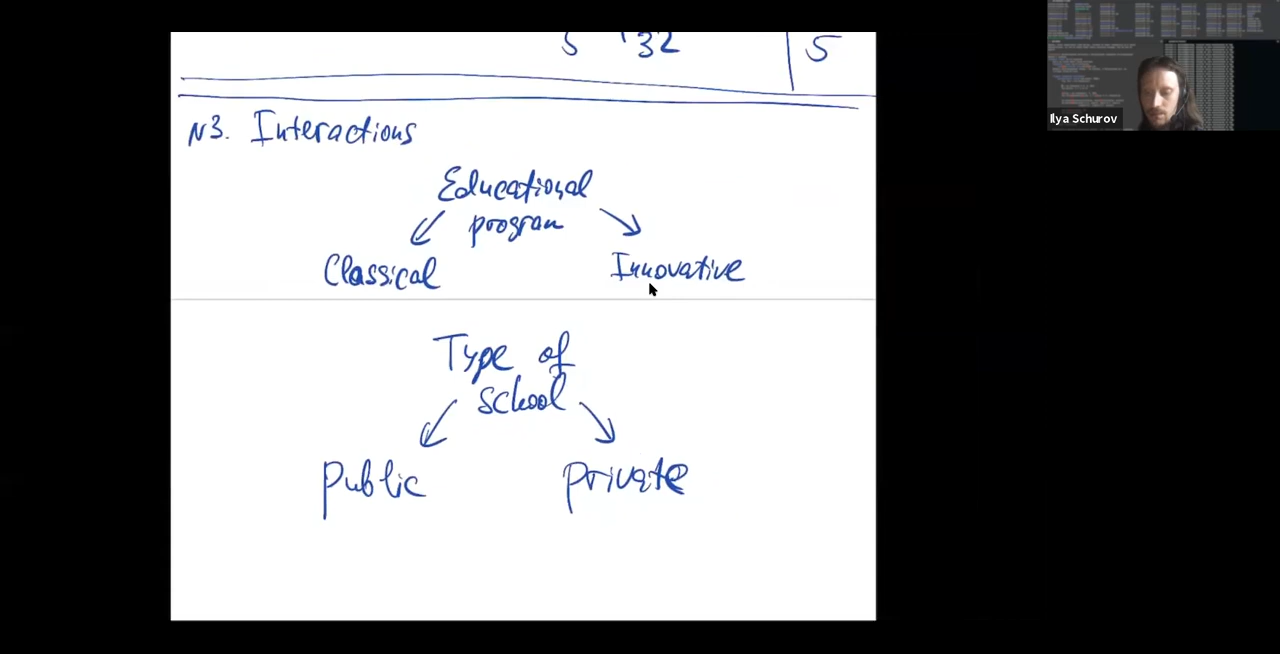 5 '32 5
N3. Interactions
Educational
program
Classical Innovative
Type of
school
public private
Ilya Schurov